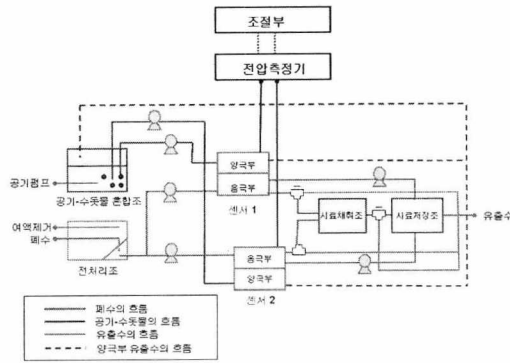 조절부
전압측정기
공기펌프
공기-수돗물 혼합조
양극부
음극부
센서 1
여액제거
폐수
전처리조
시료채취조
시료저장조
유출수
음극부
양극부
센서 2
폐수의 흐름
공기-수돗물의 흐름
유출수의 흐름
양극부 유출수의 흐름